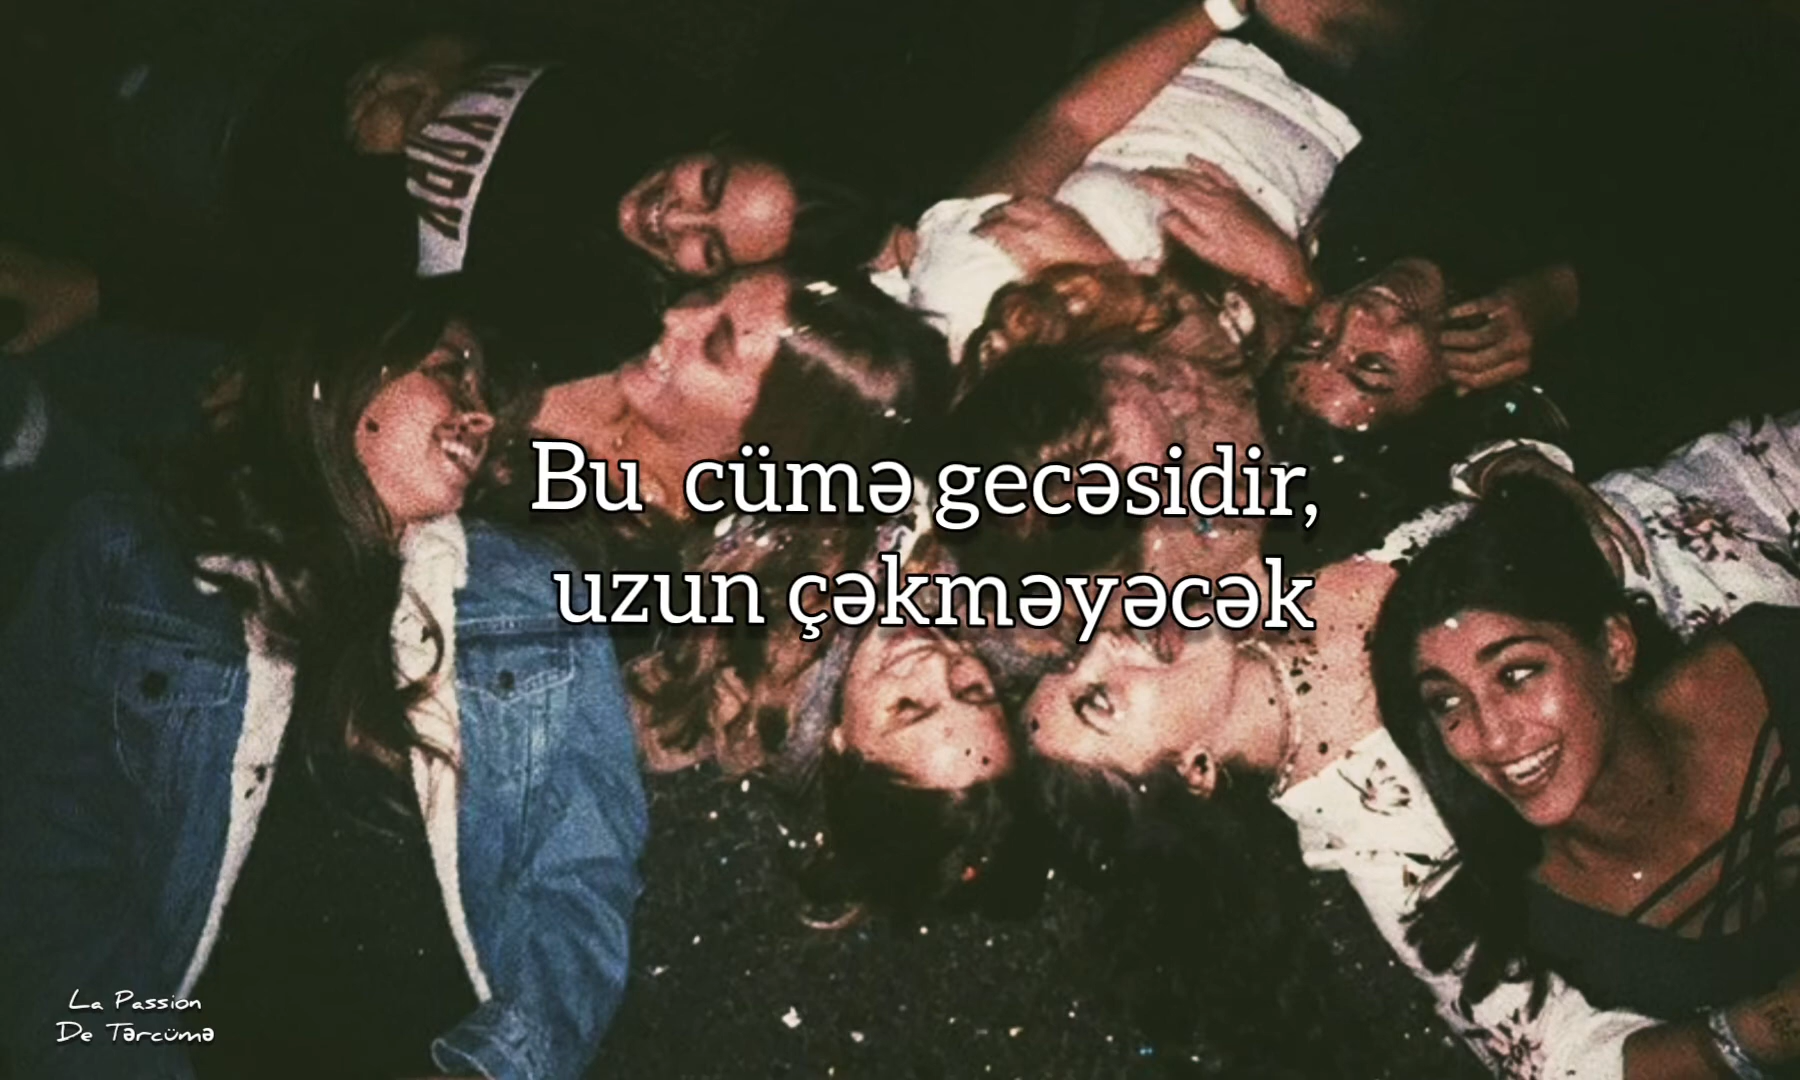 Bu cümə gecəsidir,
uzun çəkməyəcək
La Passion
De Tərcümə